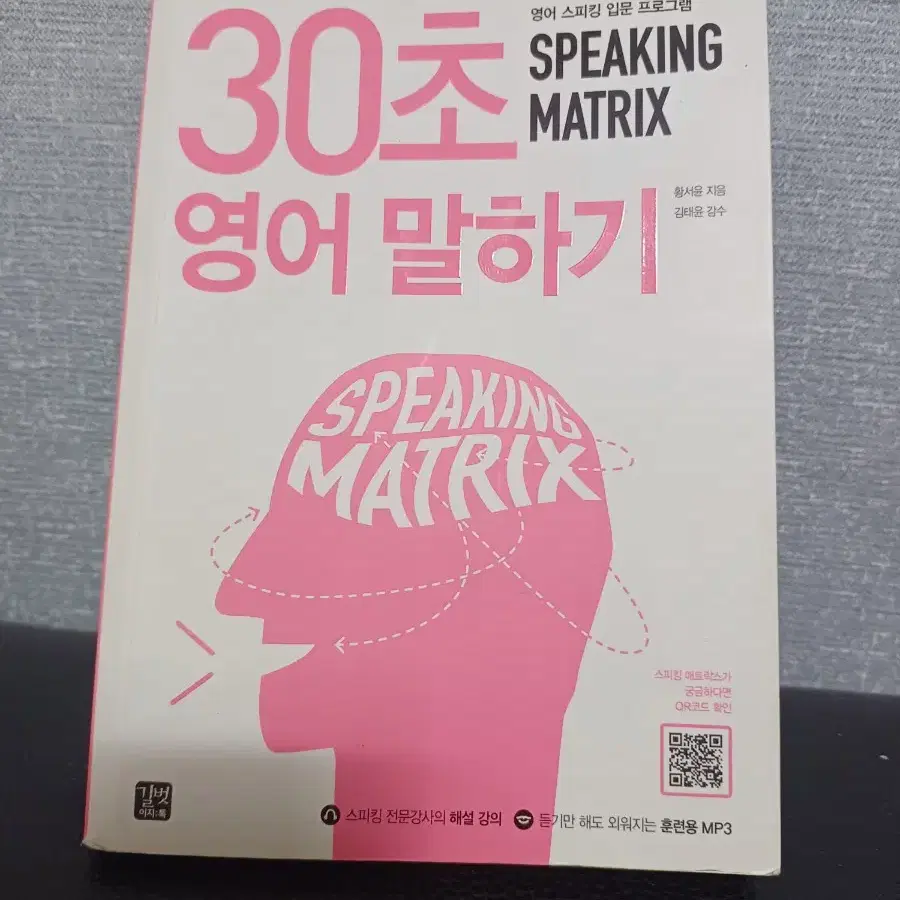 영어 스피킹 입문 프로그램
SPEAKING
MATRIX
30초
영어 말하기
황서윤 지음
김태윤 감수
SPEAKING
MATRIX
스피킹 매트릭스가
궁금하다면
QR코드 확인
길벗
이지:톡
스피킹 전문강사의 해설 강의
듣기만 해도 외워지는 훈련용 MP3